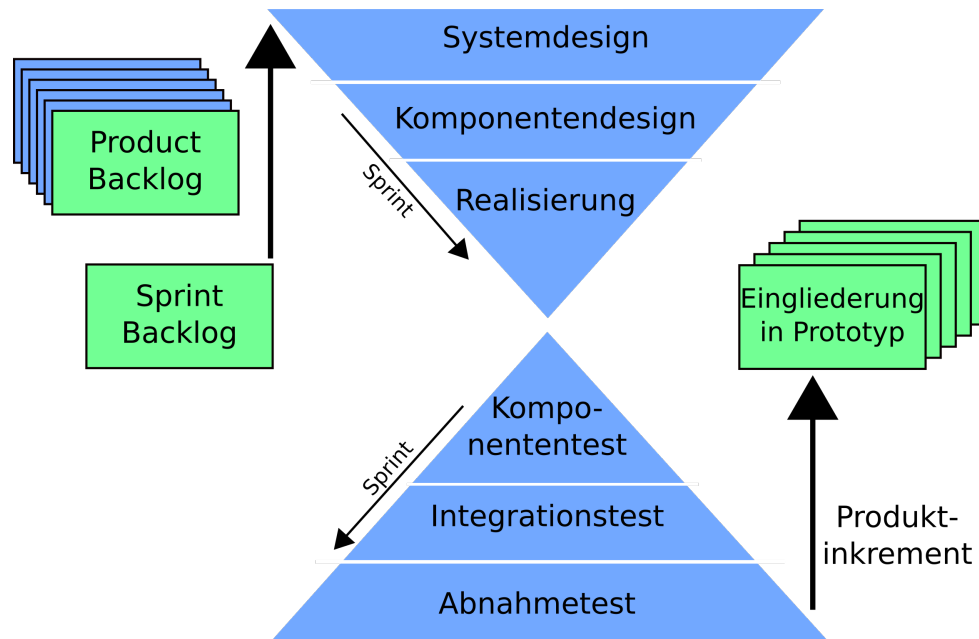 Systemdesign
Komponentendesign
Realisierung
Sprint
Product
Backlog
Sprint
Backlog
Eingliederung
in Prototyp
Kompo-
nententest
Integrationstest
Abnahmetest
Sprint
Produkt-
inkrement